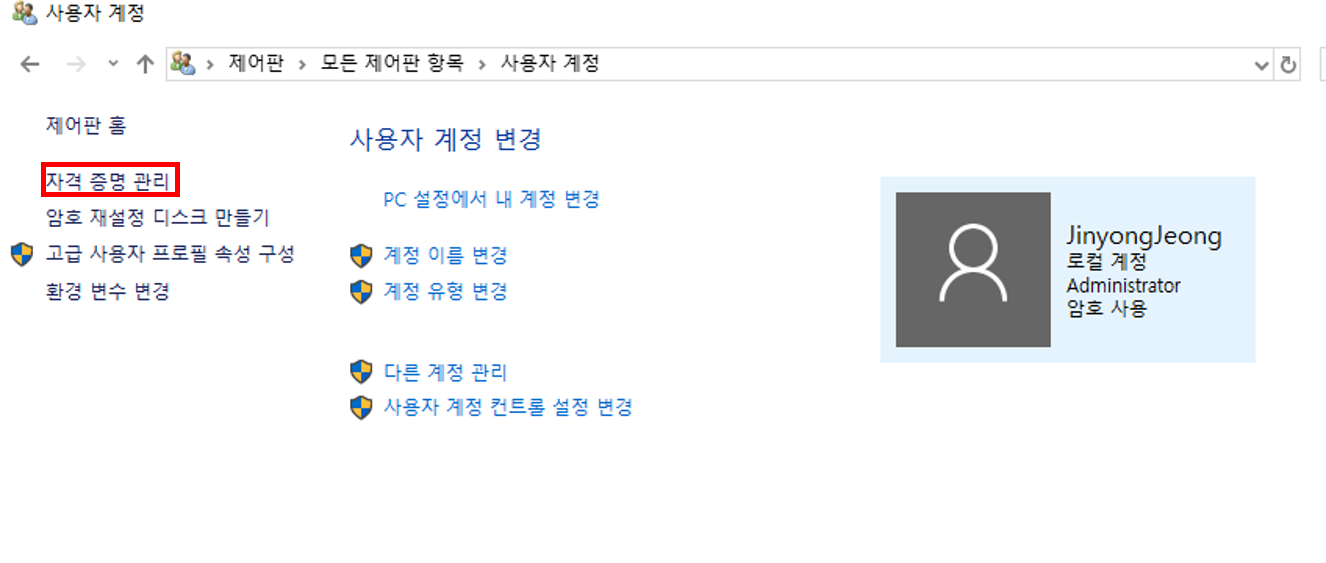 사용자 계정
제어판 > 모든 제어판 항목 > 사용자 계정
제어판 홈
자격 증명 관리
암호 재설정 디스크 만들기
고급 사용자 프로필 속성 구성
환경 변수 변경
사용자 계정 변경
PC 설정에서 내 계정 변경
계정 이름 변경
계정 유형 변경
다른 계정 관리
사용자 계정 컨트롤 설정 변경
JinyongJeong
로컬 계정
Administrator
암호 사용